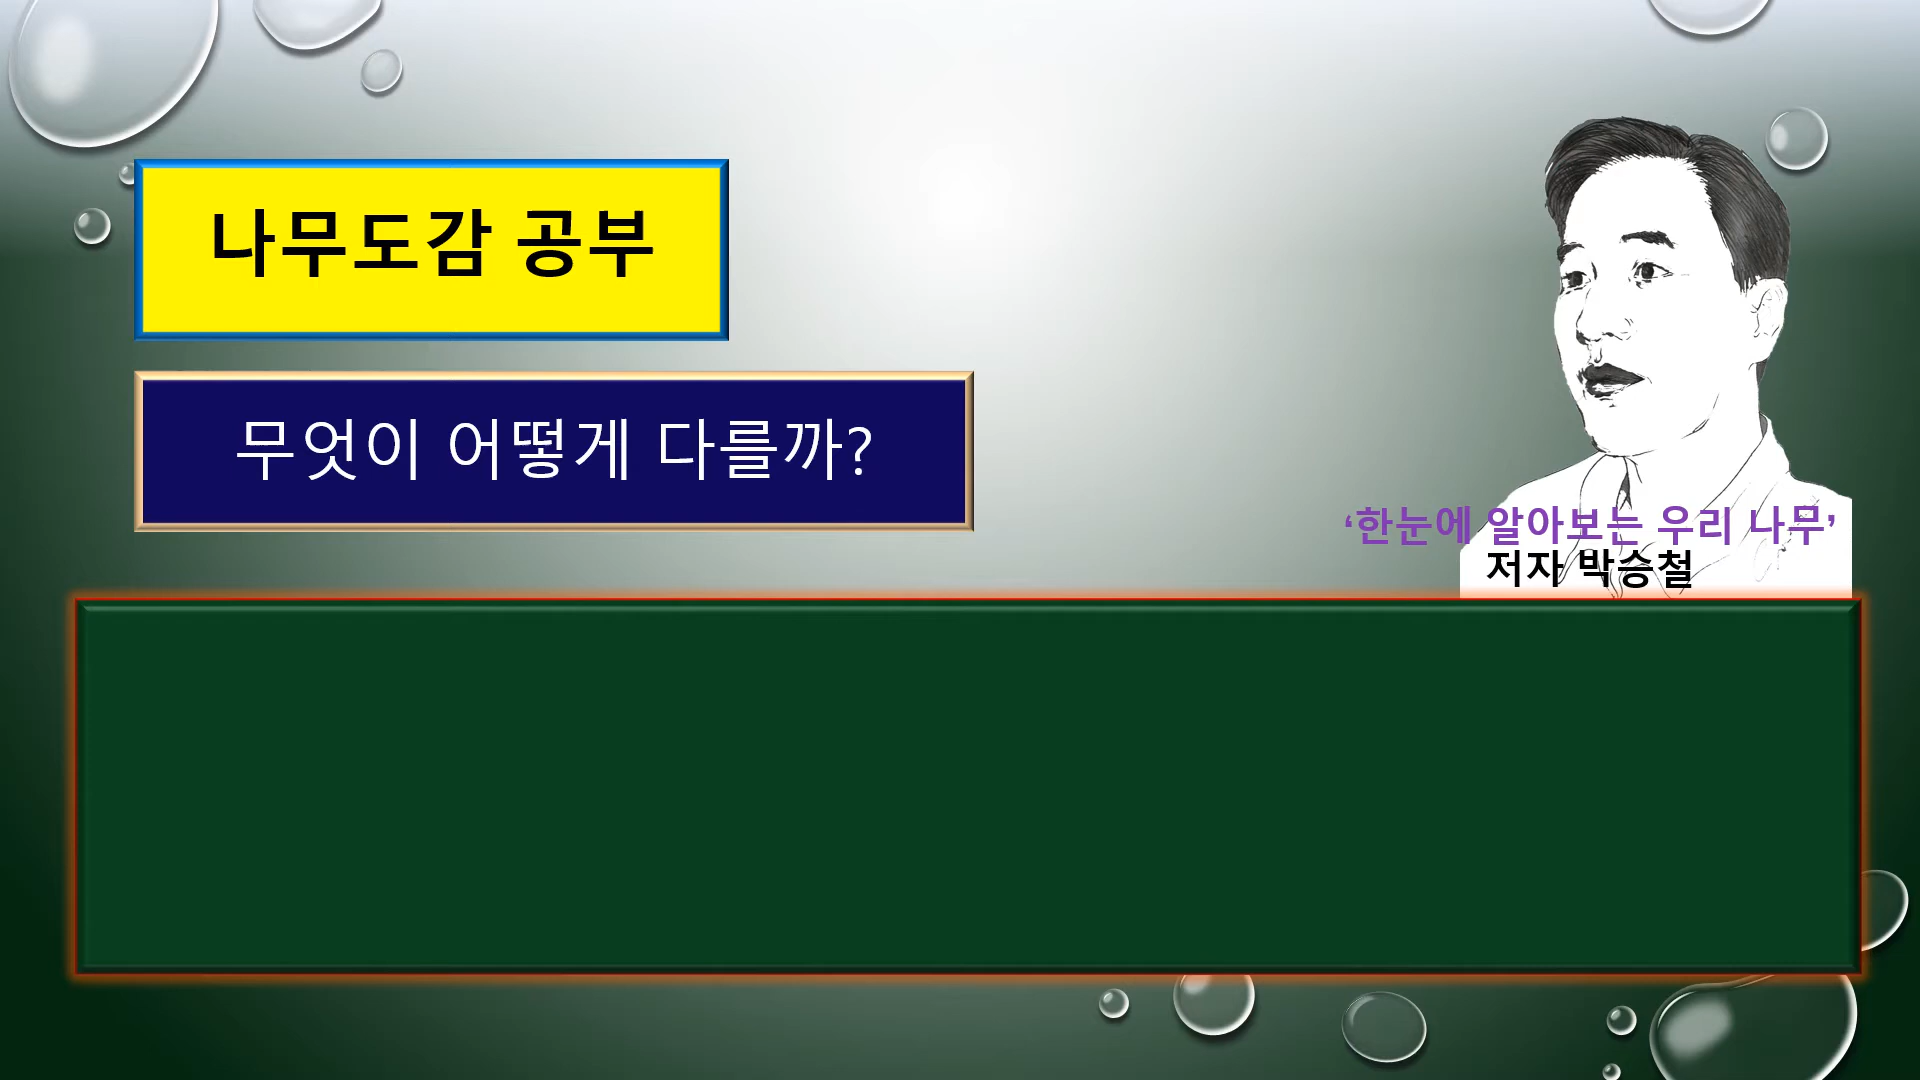 나무도감 공부
무엇이 어떻게 다를까?
‘한눈에 알아보는 우리 나무’
저자 박승철